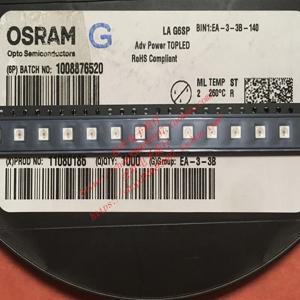 OSRAM G LA G6SP BIN1:EA-3-3B-140
Opto Semiconductors Adv Power TOPLED
RoHS Compliant
(6P) BATCH NO: 1008876520
ML TEMP ST
2 260°C R
(X)PROD NO: 11080186 (Q)QTY: 1000 (G)Group: EA-3-3B